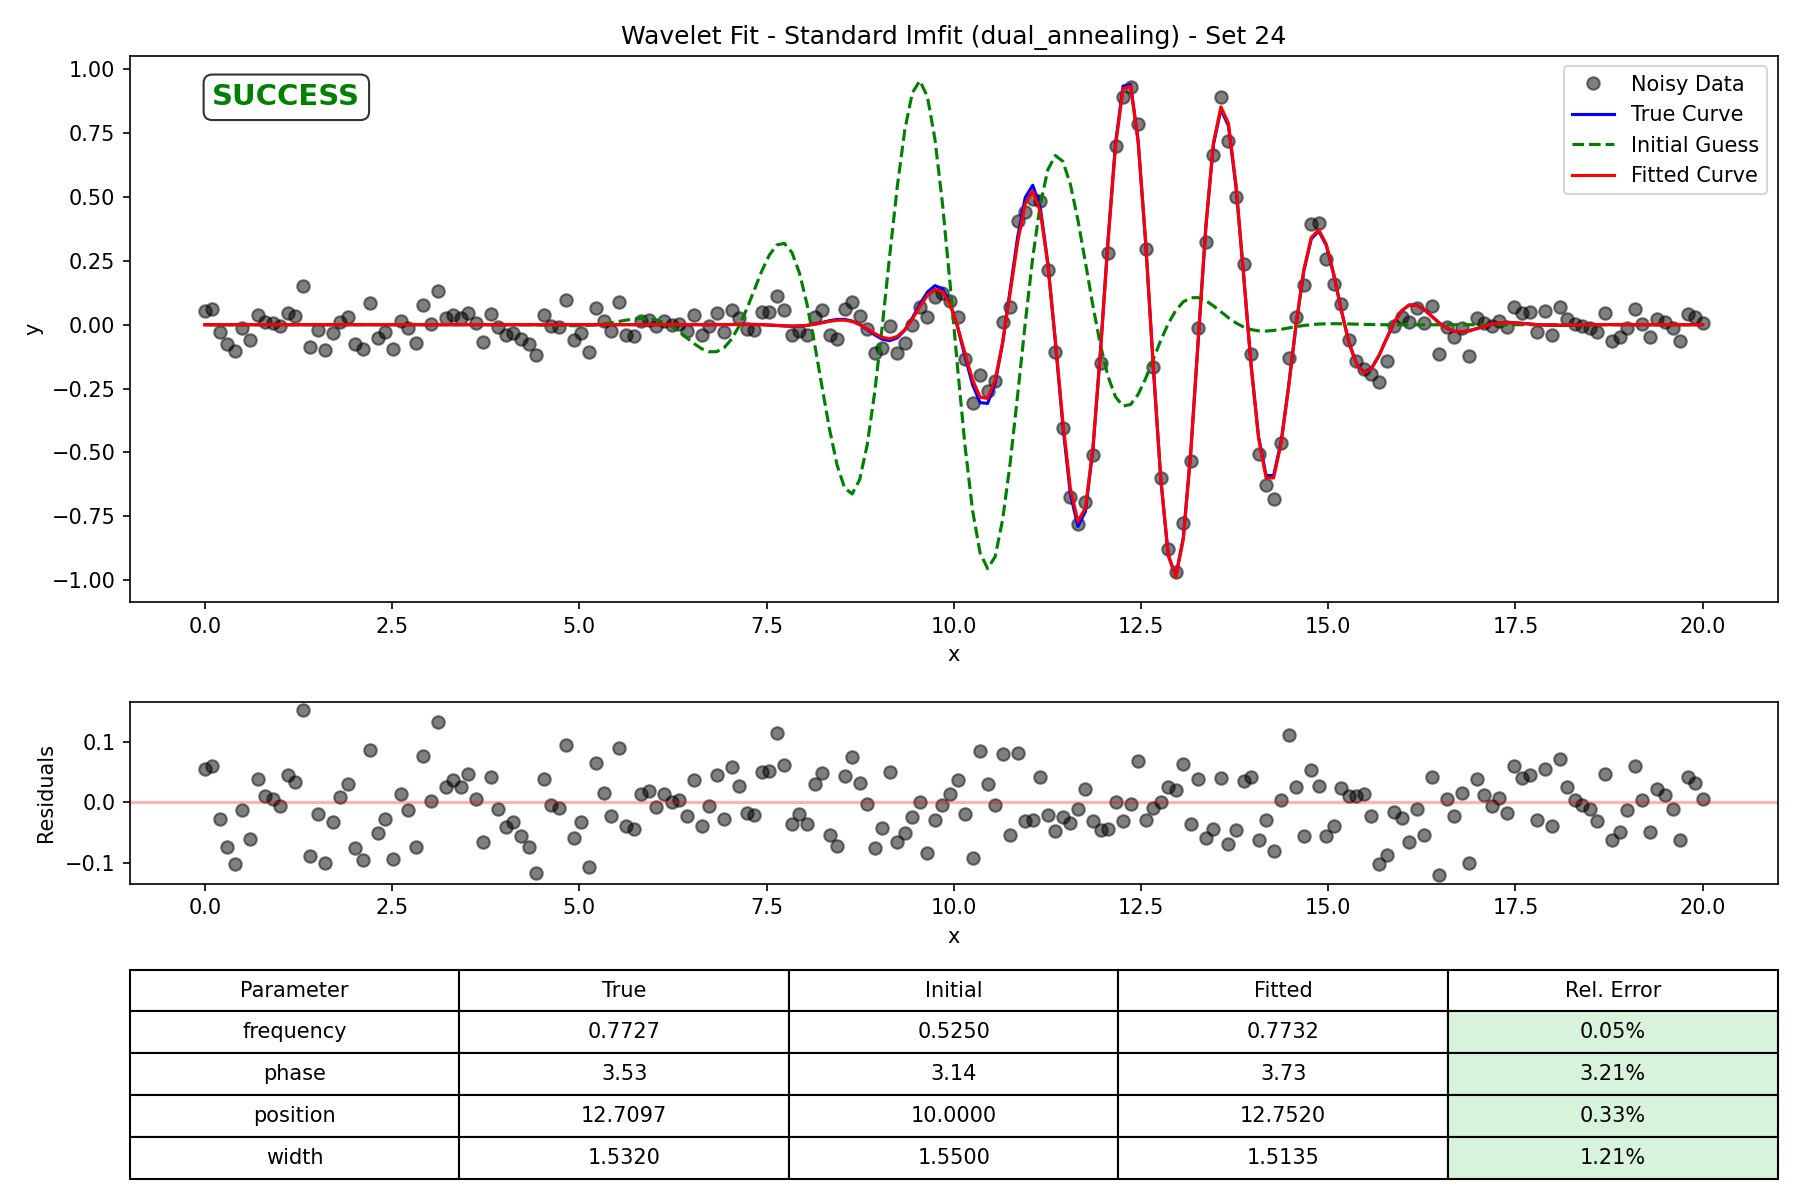 Wavelet Fit - Standard lmfit (dual_annealing) - Set 24
SUCCESS
Noisy Data
True Curve
Initial Guess
Fitted Curve
y
1.00
0.75
0.50
0.25
0.00
−0.25
−0.50
−0.75
−1.00
0.0 2.5 5.0 7.5 10.0 12.5 15.0 17.5 20.0
x
Residuals
0.1
0.0
−0.1
0.0 2.5 5.0 7.5 10.0 12.5 15.0 17.5 20.0
x
Parameter True Initial Fitted Rel. Error
frequency 0.7727 0.5250 0.7732 0.05%
phase 3.53 3.14 3.73 3.21%
position 12.7097 10.0000 12.7520 0.33%
width 1.5320 1.5500 1.5135 1.21%